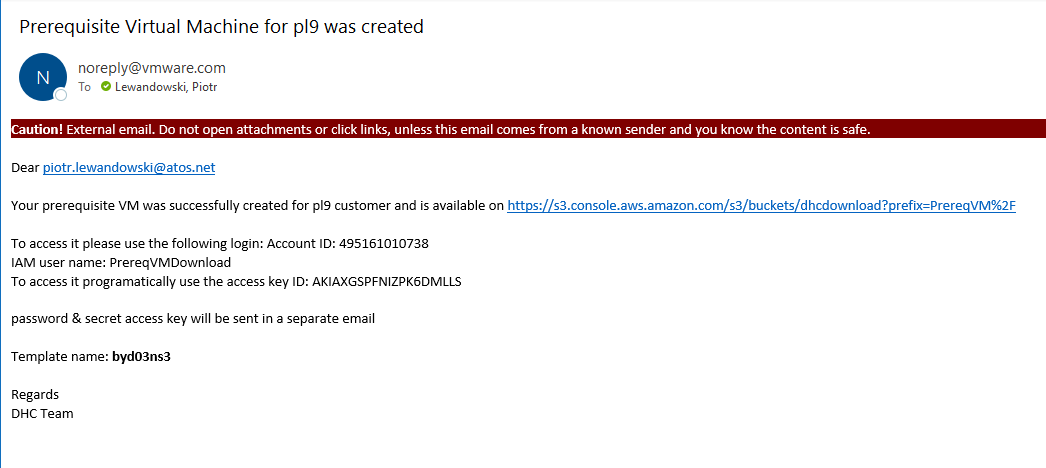 Prerequisite Virtual Machine for pl9 was created
N
noreply@vmware.com
To Lewandowski, Piotr
Caution! External email. Do not open attachments or click links, unless this email comes from a known sender and you know the content is safe.
Dear piotr.lewandowski@atos.net
Your prerequisite VM was successfully created for pl9 customer and is available on https://s3.console.aws.amazon.com/s3/buckets/dhcdownload?prefix=PrereqVM%2F
To access it please use the following login: Account ID: 495161010738
IAM user name: PrereqVMDownload
To access it programatically use the access key ID: AKIAXGSPFNIZPK6DMLLS
password & secret access key will be sent in a separate email
Template name: byd03ns3
Regards
DHC Team